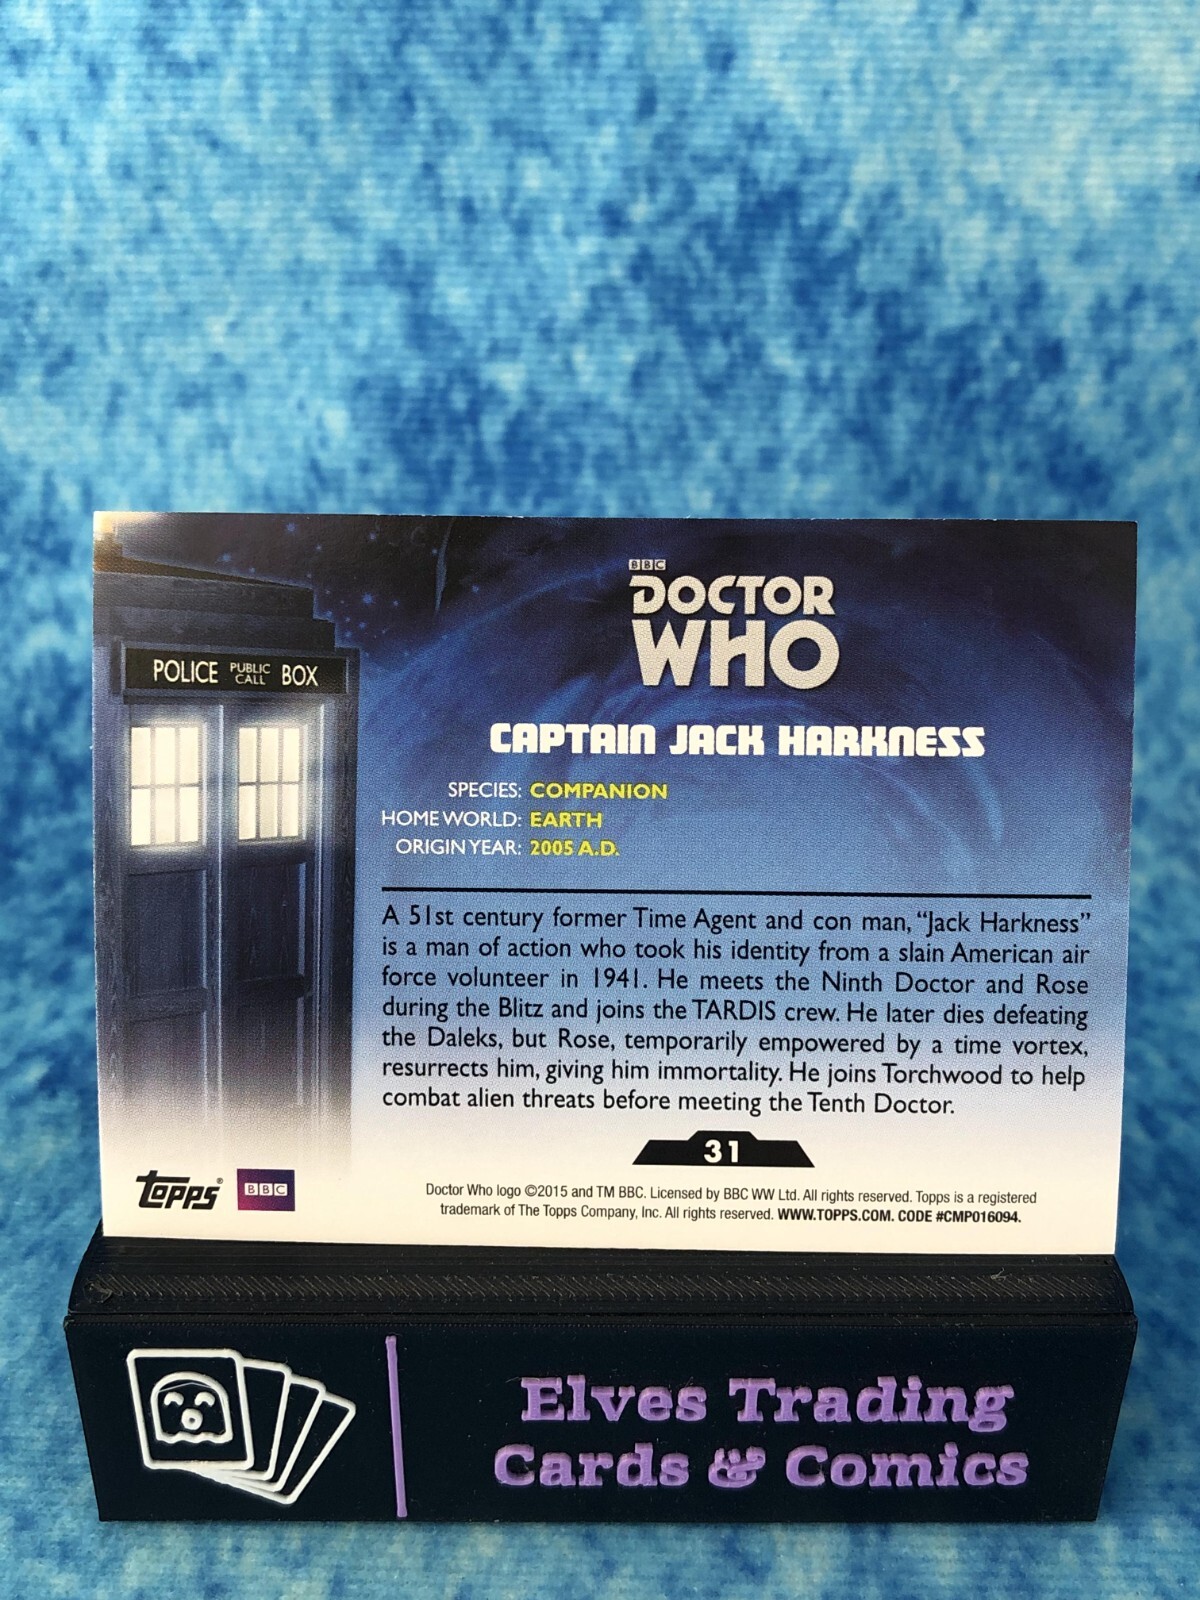 POLICE PUBLIC CALL BOX
BBC
DOCTOR
WHO
CAPTAIN JACK HARKNESS
SPECIES: COMPANION
HOME WORLD: EARTH
ORIGIN YEAR: 2005 A.D.
A 51st century former Time Agent and con man, “Jack Harkness”
is a man of action who took his identity from a slain American air
force volunteer in 1941. He meets the Ninth Doctor and Rose
during the Blitz and joins the TARDIS crew. He later dies defeating
the Daleks, but Rose, temporarily empowered by a time vortex,
resurrects him, giving him immortality. He joins Torchwood to help
combat alien threats before meeting the Tenth Doctor.
31
Topps® BBC
Doctor Who logo ©2015 and TM BBC. Licensed by BBC WW Ltd. All rights reserved. Topps is a registered
trademark of The Topps Company, Inc. All rights reserved. WWW.TOPPS.COM. CODE #CMP016094.
Elves Trading
Cards & Comics